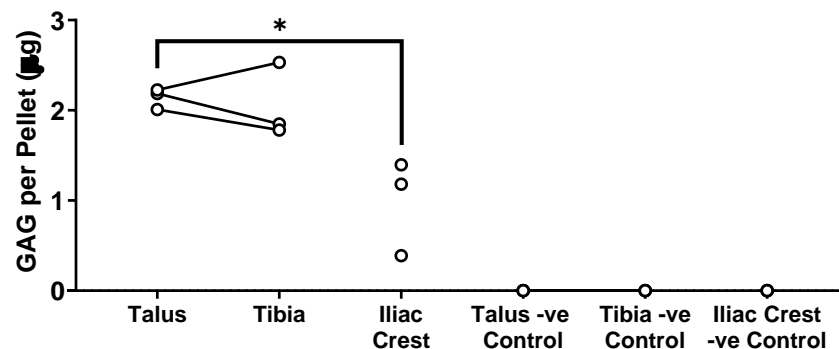 GAG per Pellet (µg)
3
2
1
0
*
Talus
Tibia
Iliac
Crest
Talus -ve
Control
Tibia -ve
Control
Iliac Crest
-ve Control